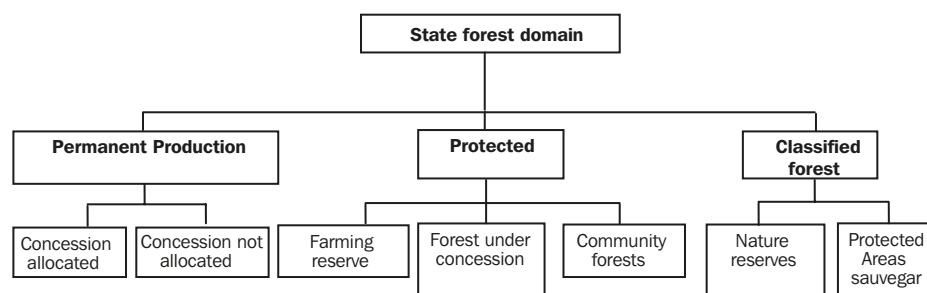 State forest domain
Permanent Production
Protected
Classified
forest
Concession
allocated
Concession not
allocated
Farming
reserve
Forest under
concession
Community
forests
Nature
reserves
Protected
Areas
sauvegar